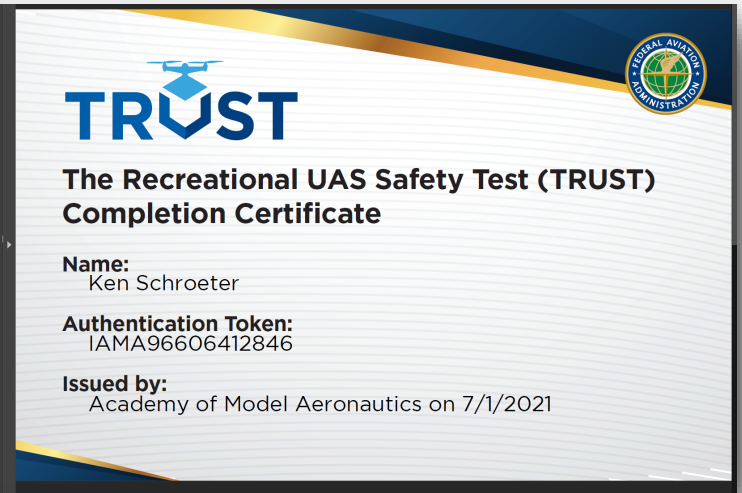 FEDERAL AVIATION
ADMINISTRATION
TRUST
The Recreational UAS Safety Test (TRUST)
Completion Certificate
Name:
Ken Schroeter
Authentication Token:
IAMA96606412846
Issued by:
Academy of Model Aeronautics on 7/1/2021